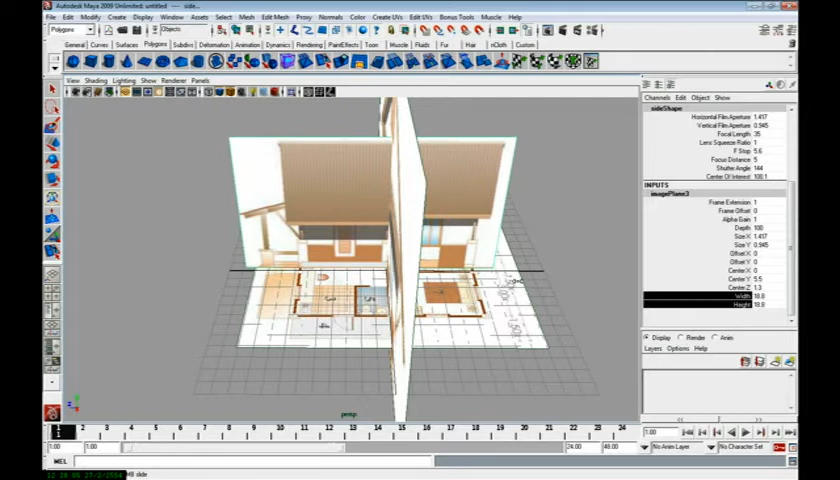 Autodesk Maya 2009 Unlimited: untitled --- side...
File Edit Modify Create Display Window Assets Select Mesh Edit Mesh Proxy Normals Color Create UVs Edit UVs Bonus Tools Muscle Help
Polygons Objects
General Curves Surfaces Polygons Subdivs Deformation Animation Dynamics Rendering PaintEffects Toon Muscle Fluids Fur Hair nCloth Custom
View Shading Lighting Show Renderer Panels
Channels Edit Object Show
sideShape
Horizontal Film Aperture 1.417
Vertical Film Aperture 0.945
Focal Length 35
Lens Squeeze Ratio 1
F Stop 5.6
Focus Distance 5
Shutter Angle 144
Center Of Interest 100.1
INPUTS
imagePlane3
Frame Extension 1
Frame Offset 0
Alpha Gain 1
Depth 100
Size X 1.417
Size Y 0.945
Offset X 0
Offset Y 0
Center X 0
Center Y 5.5
Center Z 1.3
Width 18.8
Height 18.8
Display Render Anim
Layers Options Help
persp
1 2 3 4 5 6 7 8 9 10 11 12 13 14 15 16 17 18 19 20 21 22 23 24
1
1.00
1.00 1.00 24.00 48.00 No Anim Layer No Character Set
MEL